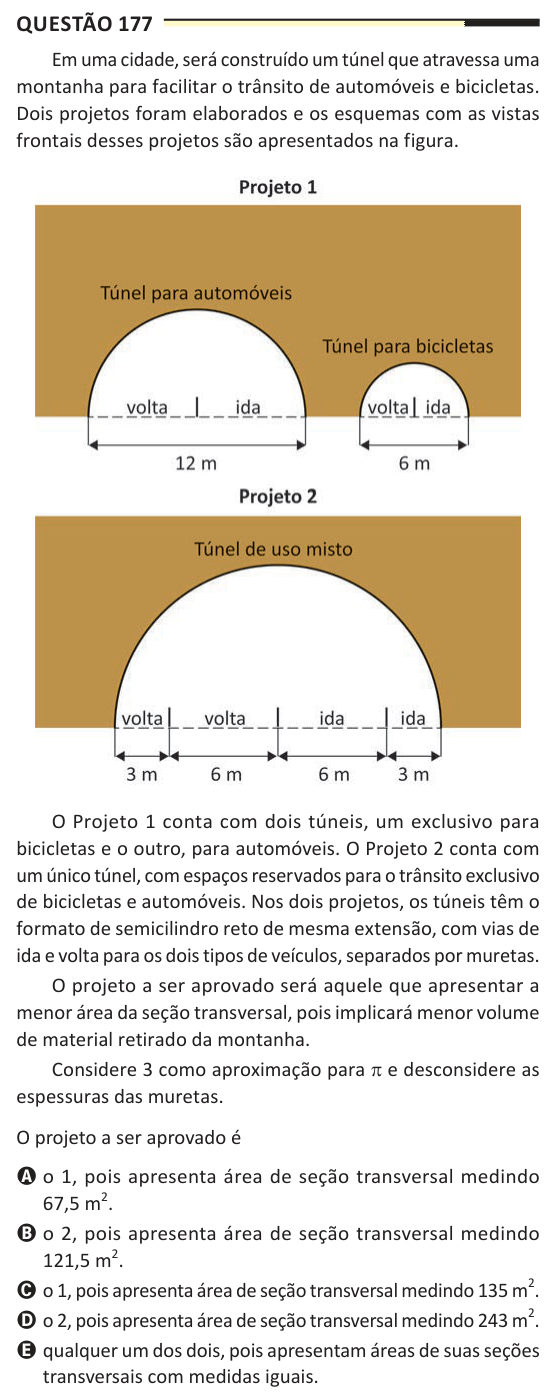 QUESTÃO 177
Em uma cidade, será construído um túnel que atravessa uma
montanha para facilitar o trânsito de automóveis e bicicletas.
Dois projetos foram elaborados e os esquemas com as vistas
frontais desses projetos são apresentados na figura.
Projeto 1
Túnel para automóveis
Túnel para bicicletas
volta ida volta ida
12 m 6 m
Projeto 2
Túnel de uso misto
volta volta ida ida
3 m 6 m 6 m 3 m
O Projeto 1 conta com dois túneis, um exclusivo para
bicicletas e o outro, para automóveis. O Projeto 2 conta com
um único túnel, com espaços reservados para o trânsito exclusivo
de bicicletas e automóveis. Nos dois projetos, os túneis têm o
formato de semicilindro reto de mesma extensão, com vias de
ida e volta para os dois tipos de veículos, separados por muretas.
O projeto a ser aprovado será aquele que apresentar a
menor área da seção transversal, pois implicará menor volume
de material retirado da montanha.
Considere 3 como aproximação para π e desconsidere as
espessuras das muretas.
O projeto a ser aprovado é
A o 1, pois apresenta área de seção transversal medindo
67,5 m².
B o 2, pois apresenta área de seção transversal medindo
121,5 m².
C o 1, pois apresenta área de seção transversal medindo 135 m².
D o 2, pois apresenta área de seção transversal medindo 243 m².
E qualquer um dos dois, pois apresentam áreas de suas seções
transversais com medidas iguais.